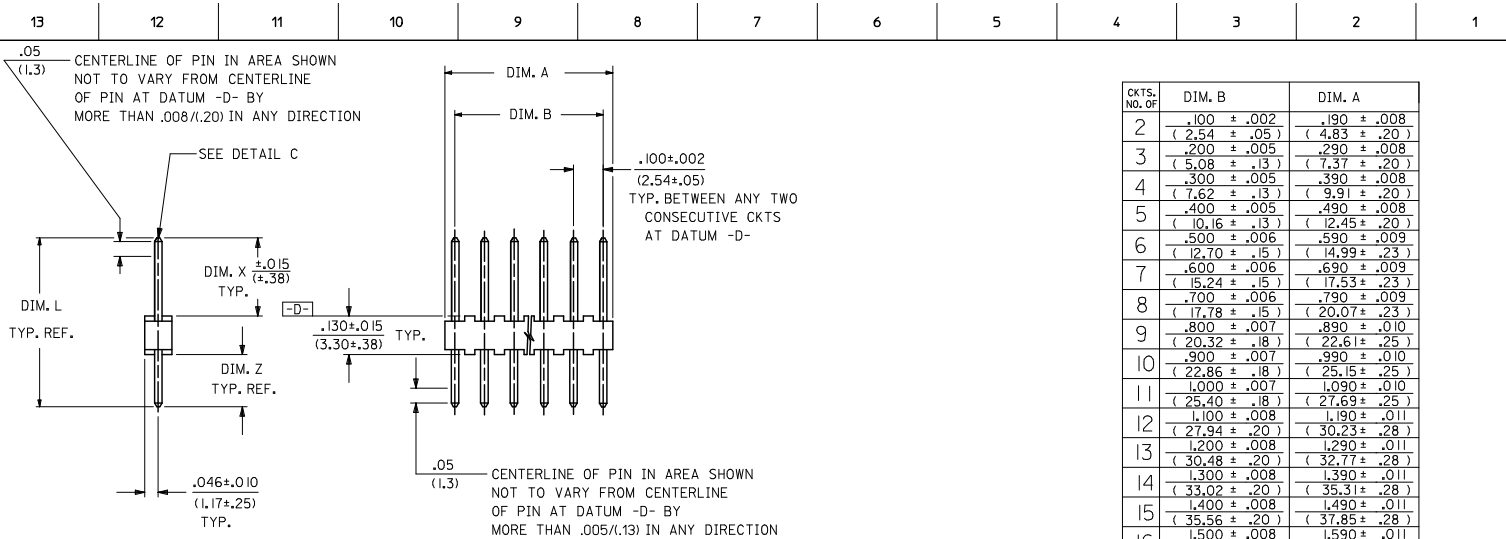 13 12 11 10 9 8 7 6 5 4 3 2 1
.05
(1.3)
CENTERLINE OF PIN IN AREA SHOWN
NOT TO VARY FROM CENTERLINE
OF PIN AT DATUM -D- BY
MORE THAN .008/(.20) IN ANY DIRECTION
SEE DETAIL C
DIM. L
TYP. REF.
DIM. X ±.015
(±.38)
TYP.
DIM. Z
TYP. REF.
.046±.010
(1.17±.25)
TYP.
DIM. A
DIM. B
.100±.002
(2.54±.05)
TYP. BETWEEN ANY TWO
CONSECUTIVE CKTS
AT DATUM -D-
-D-
.130±.015 TYP.
(3.30±.38)
.05
(1.3)
CENTERLINE OF PIN IN AREA SHOWN
NOT TO VARY FROM CENTERLINE
OF PIN AT DATUM -D- BY
MORE THAN .005/(.13) IN ANY DIRECTION
CKTS.
NO. OF DIM. B DIM. A
2 .100 ± .002 .190 ± .008
( 2.54 ± .05 ) ( 4.83 ± .20 )
3 .200 ± .005 .290 ± .008
( 5.08 ± .13 ) ( 7.37 ± .20 )
4 .300 ± .005 .390 ± .008
( 7.62 ± .13 ) ( 9.91 ± .20 )
5 .400 ± .005 .490 ± .008
( 10.16 ± .13 ) ( 12.45 ± .20 )
6 .500 ± .006 .590 ± .009
( 12.70 ± .15 ) ( 14.99 ± .23 )
7 .600 ± .006 .690 ± .009
( 15.24 ± .15 ) ( 17.53 ± .23 )
8 .700 ± .006 .790 ± .009
( 17.78 ± .15 ) ( 20.07 ± .23 )
9 .800 ± .007 .890 ± .010
( 20.32 ± .18 ) ( 22.61 ± .25 )
10 .900 ± .007 .990 ± .010
( 22.86 ± .18 ) ( 25.15 ± .25 )
11 1.000 ± .007 1.090 ± .010
( 25.40 ± .18 ) ( 27.69 ± .25 )
12 1.100 ± .008 1.190 ± .011
( 27.94 ± .20 ) ( 30.23 ± .28 )
13 1.200 ± .008 1.290 ± .011
( 30.48 ± .20 ) ( 32.77 ± .28 )
14 1.300 ± .008 1.390 ± .011
( 33.02 ± .20 ) ( 35.31 ± .28 )
15 1.400 ± .008 1.490 ± .011
( 35.56 ± .20 ) ( 37.85 ± .28 )
16 1.500 ± .008 1.590 ± .011